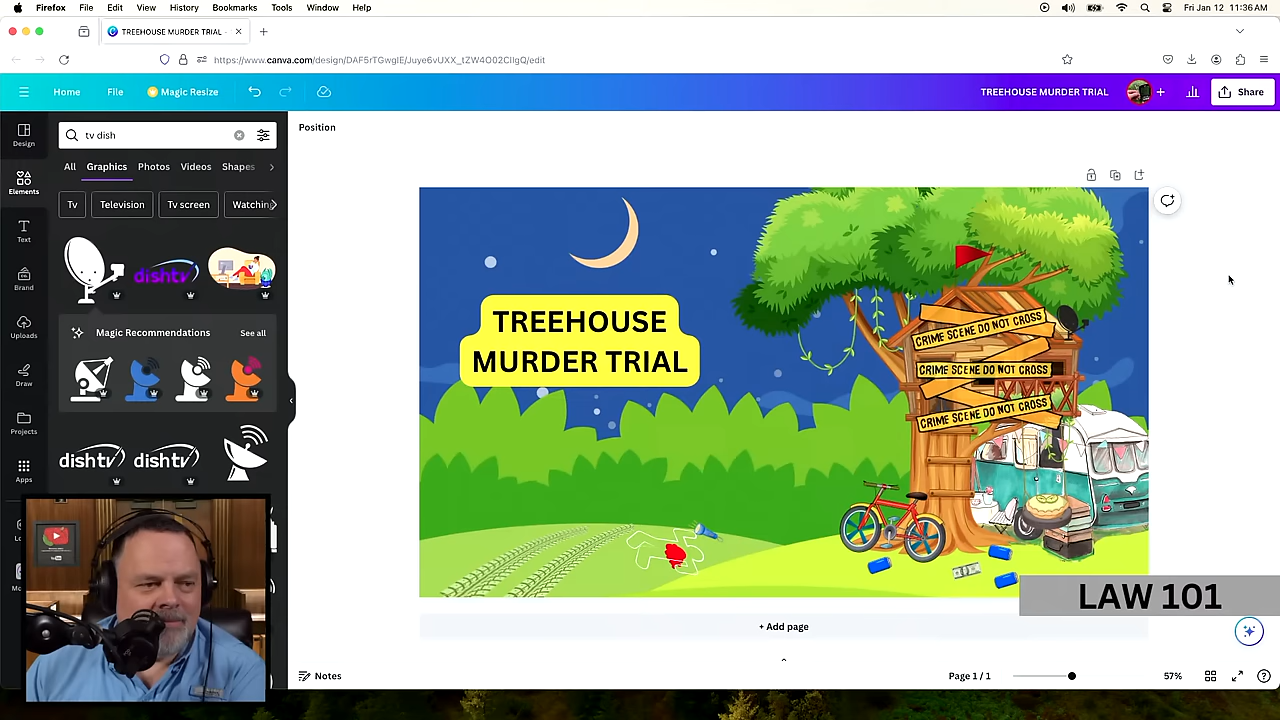 Firefox File Edit View History Bookmarks Tools Window Help Fri Jan 12 11:36 AM
TREEHOUSE MURDER TRIAL -
https://www.canva.com/design/DAF5rTGwgIE/Juye6vUXX_tZW4O02CIlgQ/edit
Home File Magic Resize TREEHOUSE MURDER TRIAL Share
Position
Design
Elements
Text
Brand
Uploads
Draw
Projects
Apps
tv dish
All Graphics Photos Videos Shapes
Tv Television Tv screen Watching
dishtv
Magic Recommendations See all
dishtv dishtv
TREEHOUSE
MURDER TRIAL
CRIME SCENE DO NOT CROSS
CRIME SCENE DO NOT CROSS
CRIME SCENE DO NOT CROSS
LAW 101
+ Add page
Notes Page 1 / 1 57%